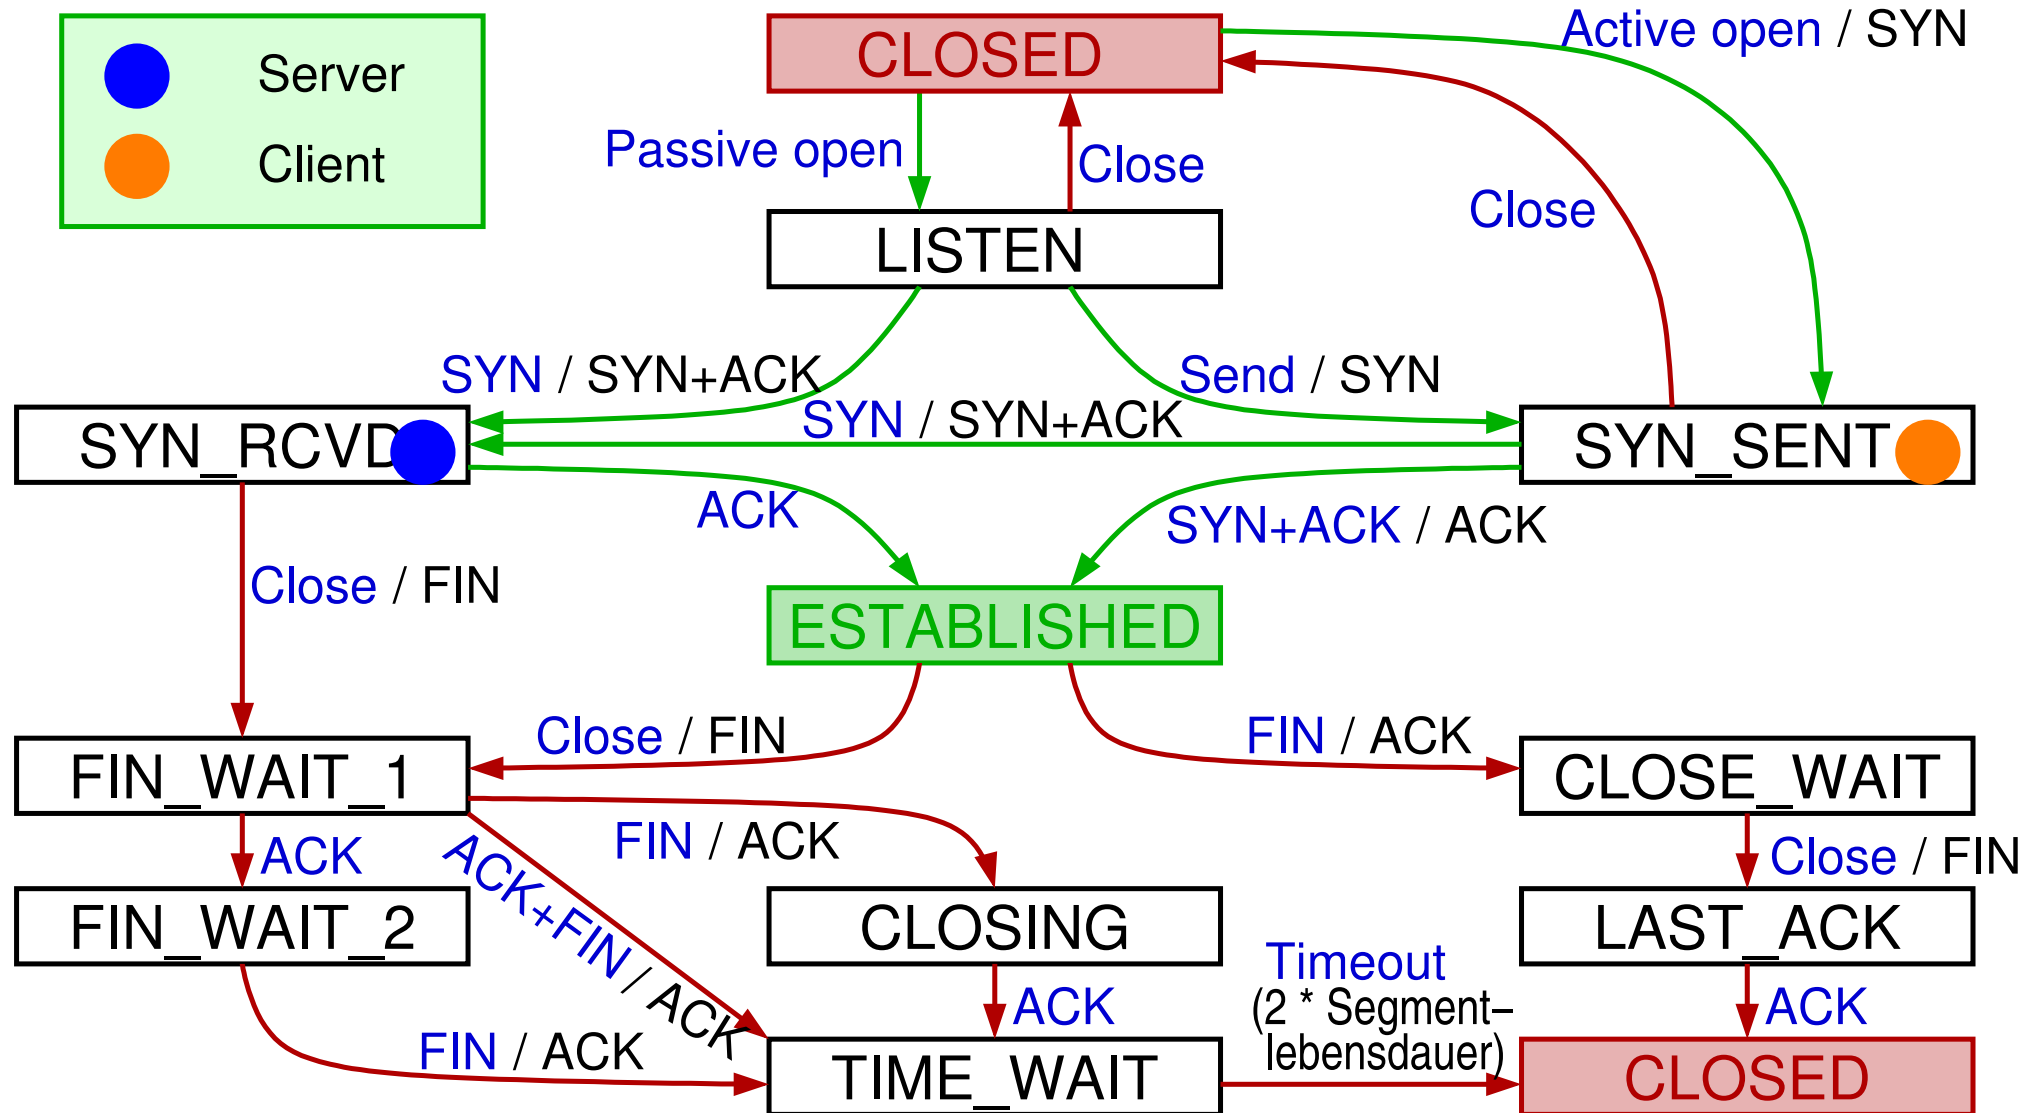 Server
Client
CLOSED
Active open / SYN
Passive open
Close
Close
LISTEN
SYN / SYN+ACK
Send / SYN
SYN / SYN+ACK
SYN_RCVD
SYN_SENT
ACK
SYN+ACK / ACK
Close / FIN
ESTABLISHED
Close / FIN
FIN / ACK
FIN_WAIT_1
CLOSE_WAIT
ACK
ACK+FIN / ACK
FIN / ACK
Close / FIN
FIN_WAIT_2
CLOSING
LAST_ACK
FIN / ACK
ACK
Timeout
(2 * Segment–
lebensdauer)
ACK
TIME_WAIT
CLOSED